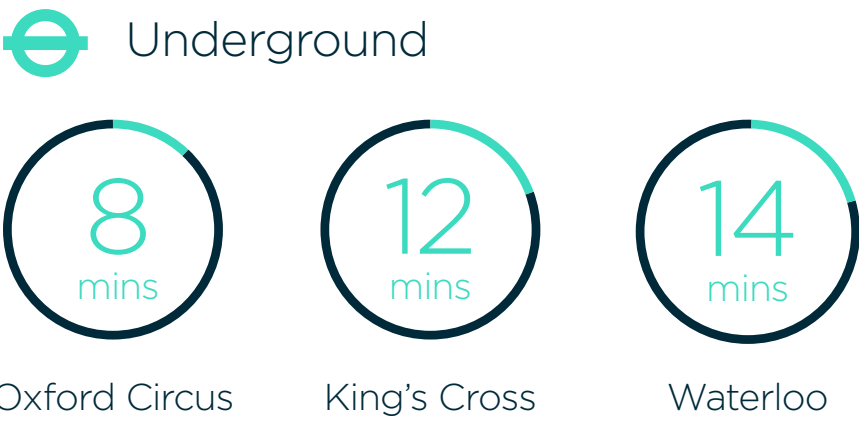 Underground
8
mins
12
mins
14
mins
Oxford Circus
King's Cross
Waterloo